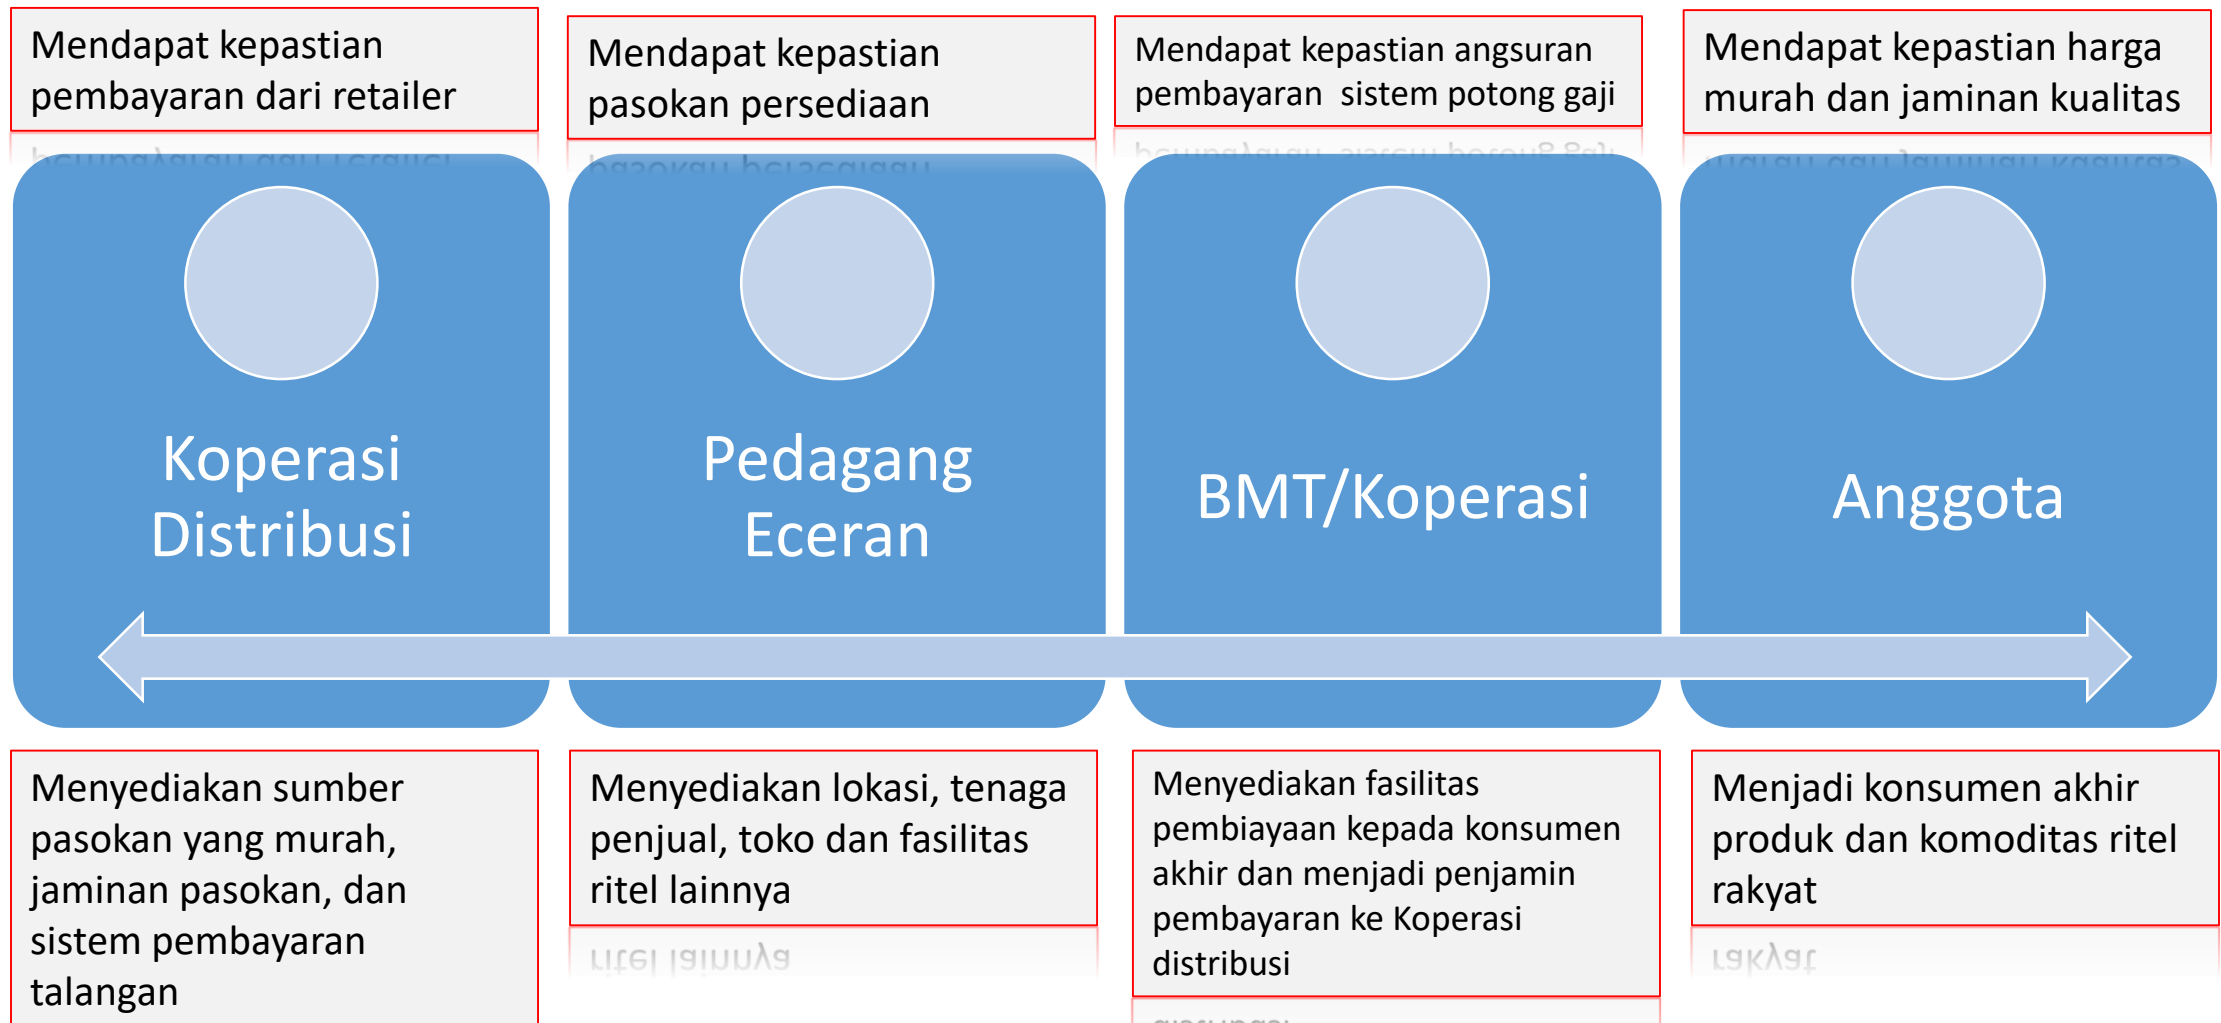 Mendapat kepastian
pembayaran dari retailer
Mendapat kepastian
pasokan persediaan
Mendapat kepastian angsuran
pembayaran sistem potong gaji
Mendapat kepastian harga
murah dan jaminan kualitas
Koperasi
Distribusi
Pedagang
Eceran
BMT/Koperasi
Anggota
Menyediakan sumber
pasokan yang murah,
jaminan pasokan, dan
sistem pembayaran
talangan
Menyediakan lokasi, tenaga
penjual, toko dan fasilitas
ritel lainnya
Menyediakan fasilitas
pembiayaan kepada konsumen
akhir dan menjadi penjamin
pembayaran ke Koperasi
distribusi
Menjadi konsumen akhir
produk dan komoditas ritel
rakyat